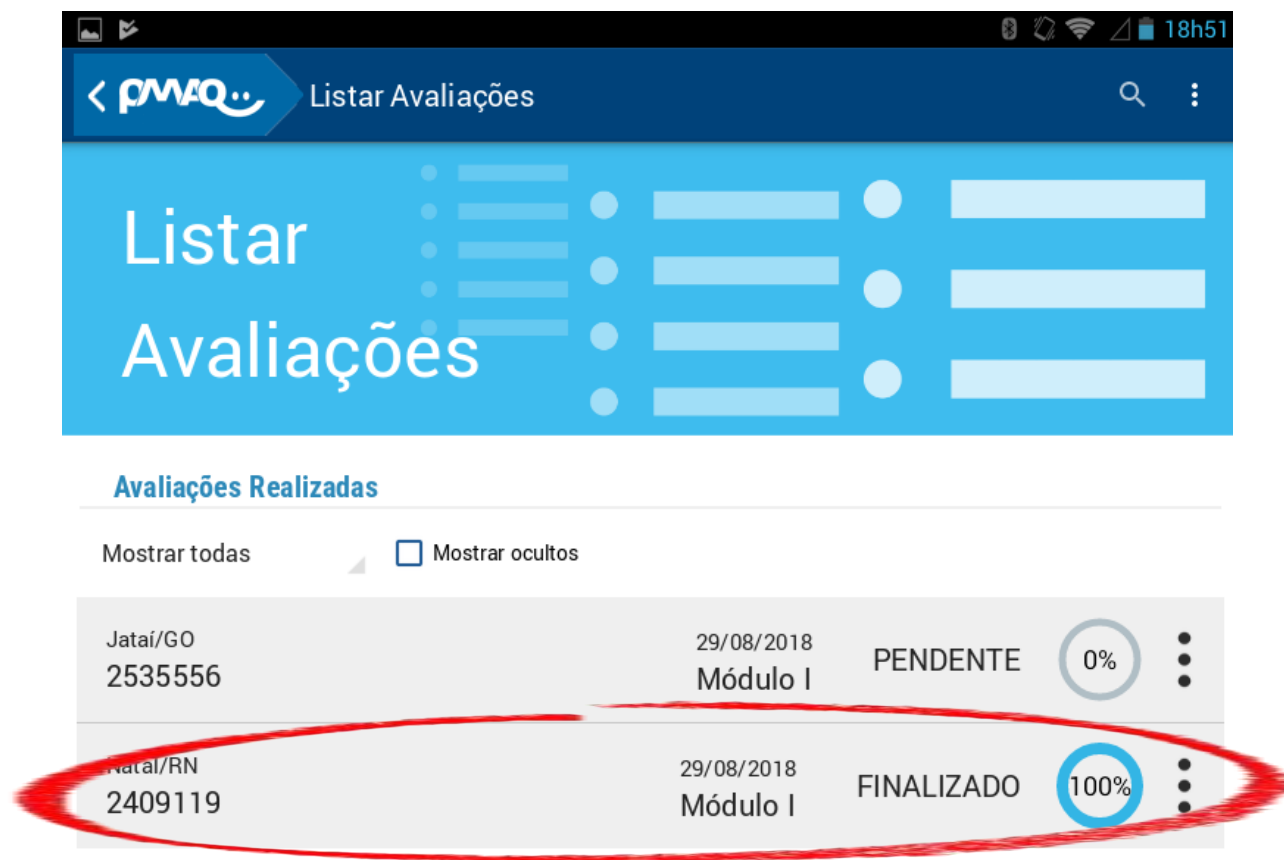 18h51
PMAQ
Listar Avaliações
Listar
Avaliações
Avaliações Realizadas
Mostrar todas
Mostrar ocultos
Jataí/GO
2535556
29/08/2018
Módulo I
PENDENTE
0%
Natal/RN
2409119
29/08/2018
Módulo I
FINALIZADO
100%